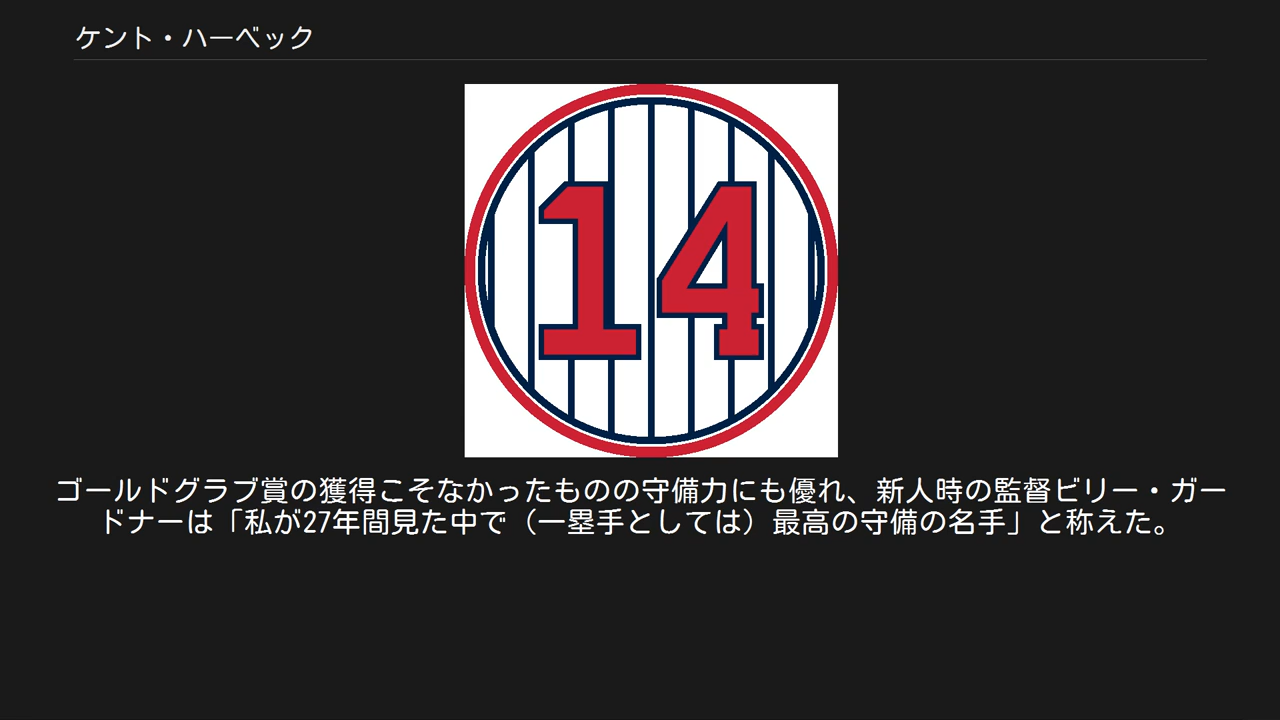 ケント・ハーベック
14
ゴールドグラブ賞の獲得こそなかったものの守備力にも優れ、新人時の監督ビリー・ガー
ドナーは「私が27年間見た中で（一塁手としては）最高の守備の名手」と称えた。